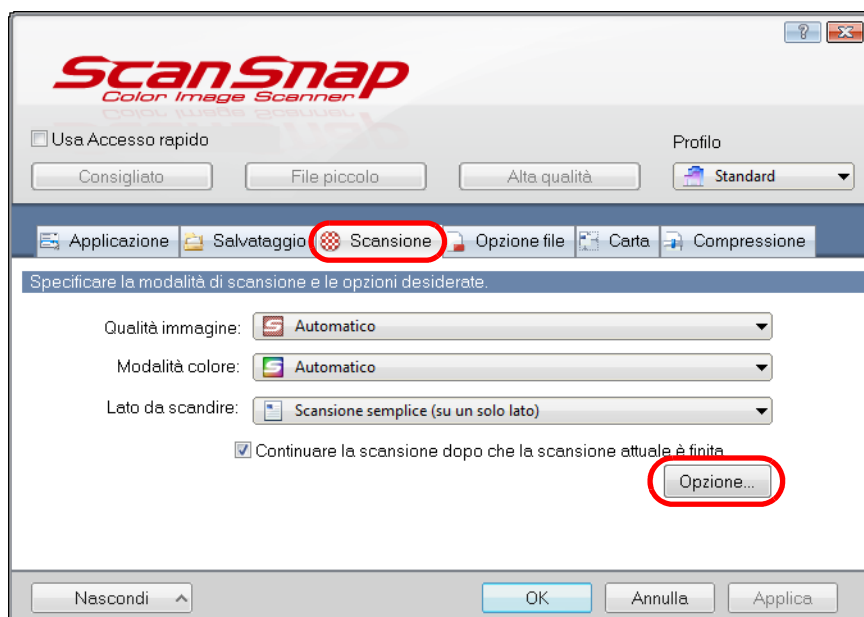 ScanSnap
Color Image Scanner
Usa Accesso rapido
Profilo
Consigliato File piccolo Alta qualità Standard
Applicazione Salvataggio Scansione Opzione file Carta Compressione
Specificare la modalità di scansione e le opzioni desiderate.
Qualità immagine: Automatico
Modalità colore: Automatico
Lato da scandire: Scansione semplice (su un solo lato)
Continuare la scansione dopo che la scansione attuale è finita
Opzione...
Nascondi OK Annulla Applica